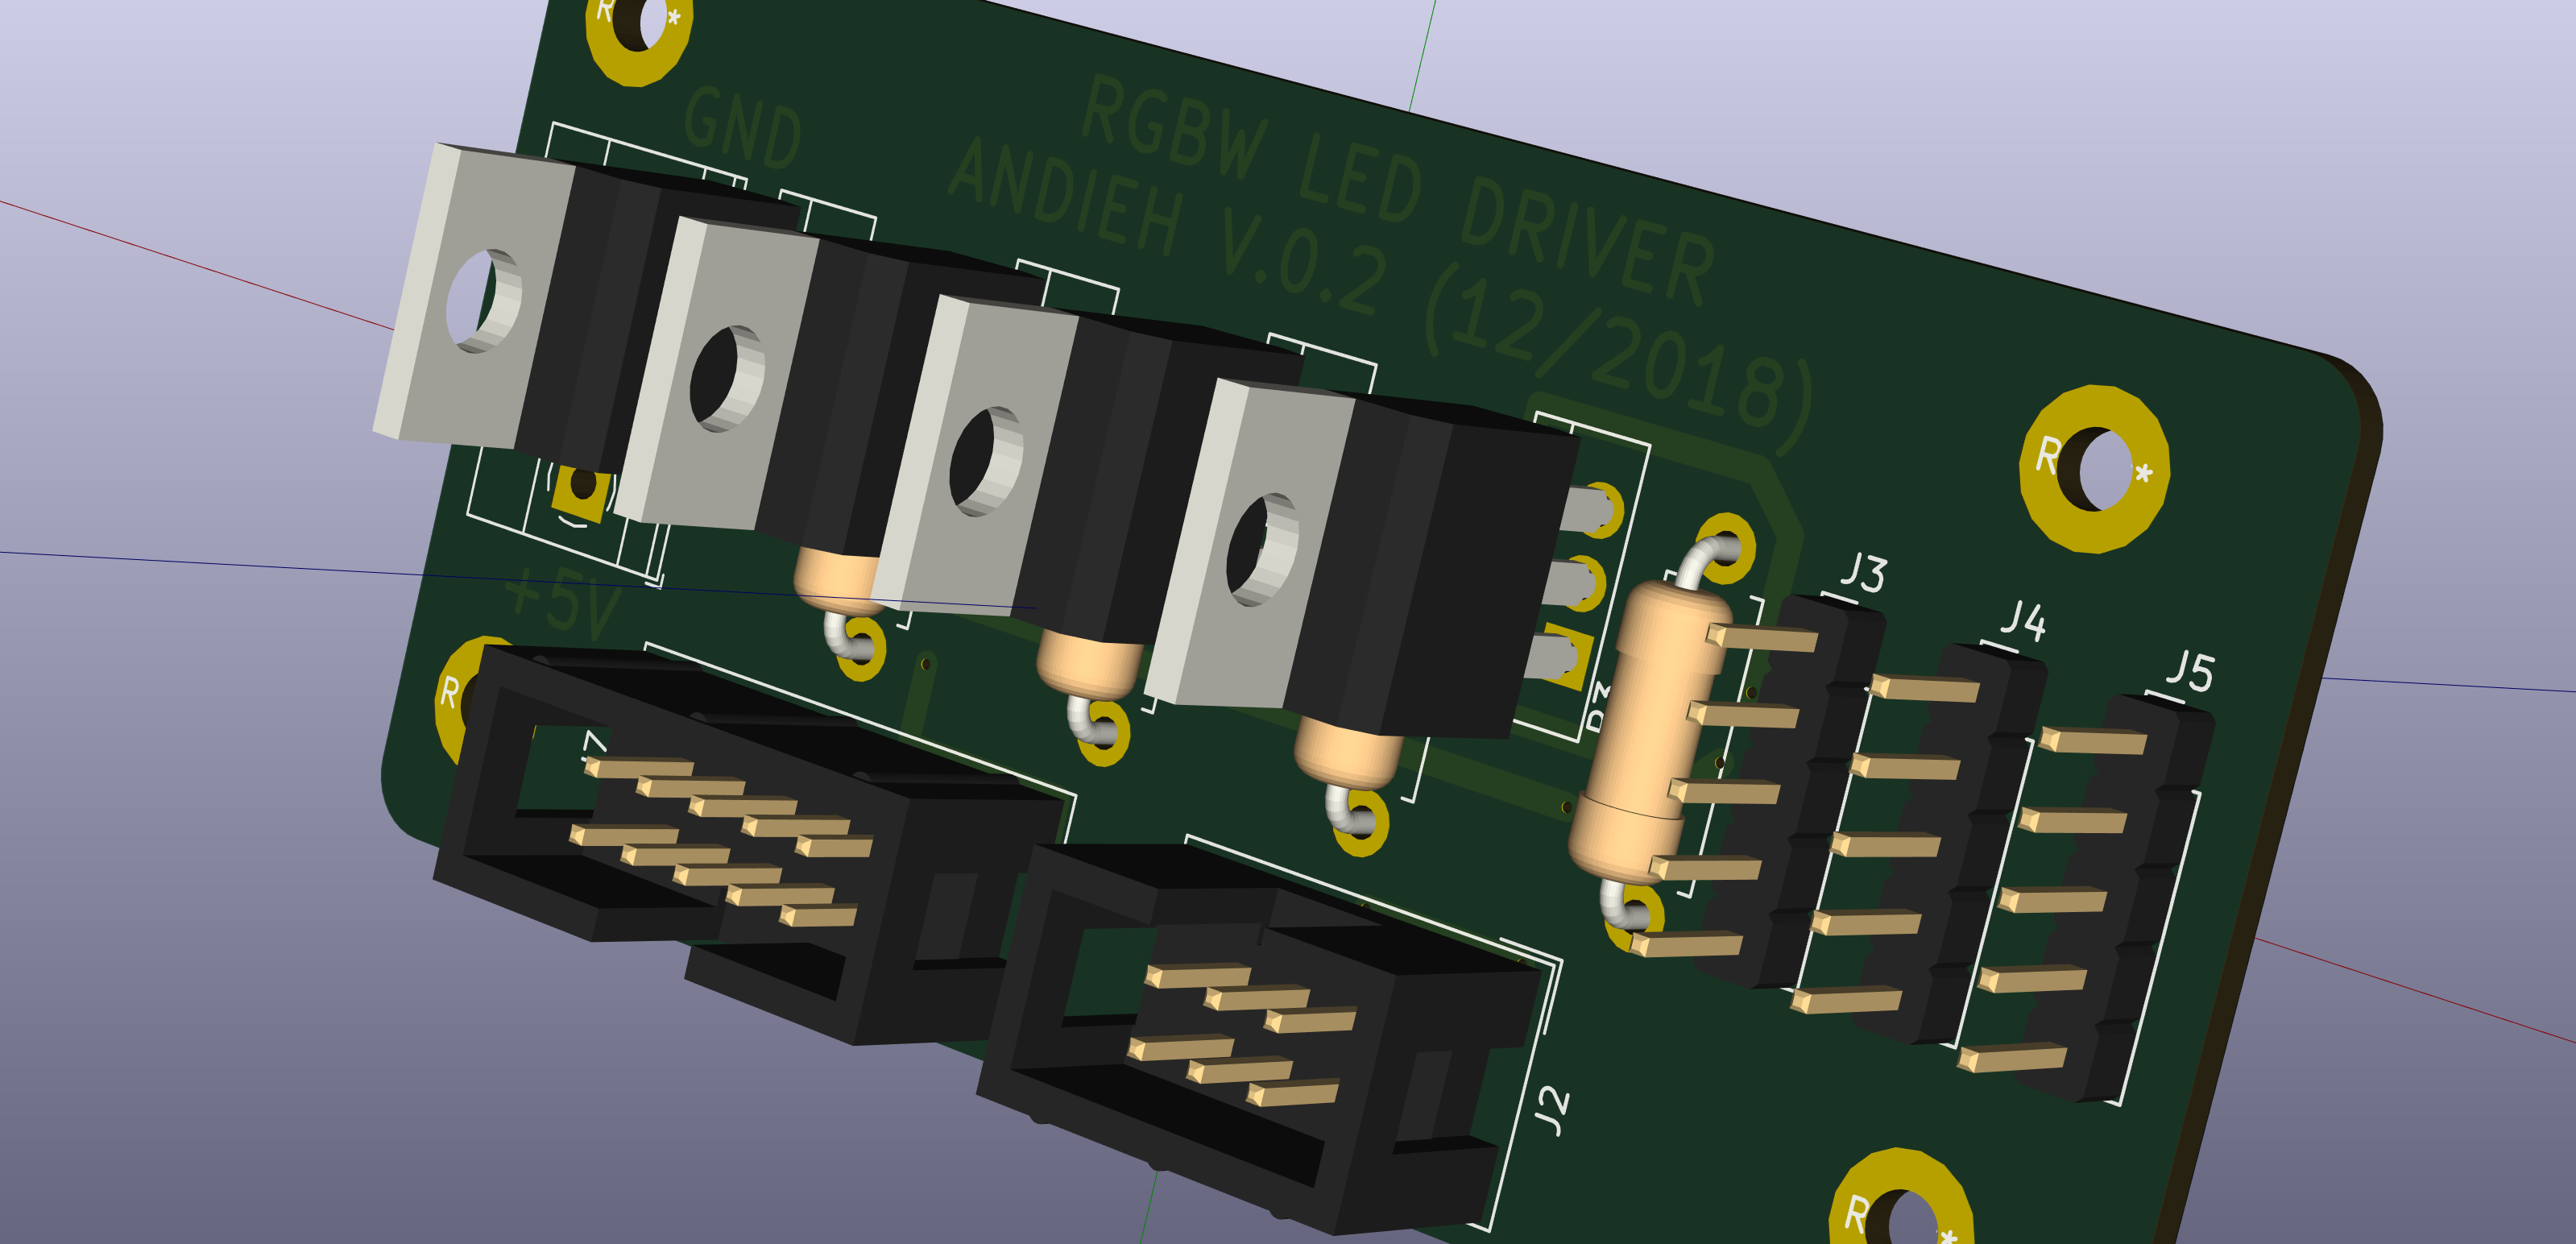 R *
GND
RGBW LED DRIVER
ANDIEH V.0.2 (12/2018)
R *
+5V
R
J3
J4
J5
J2
R *